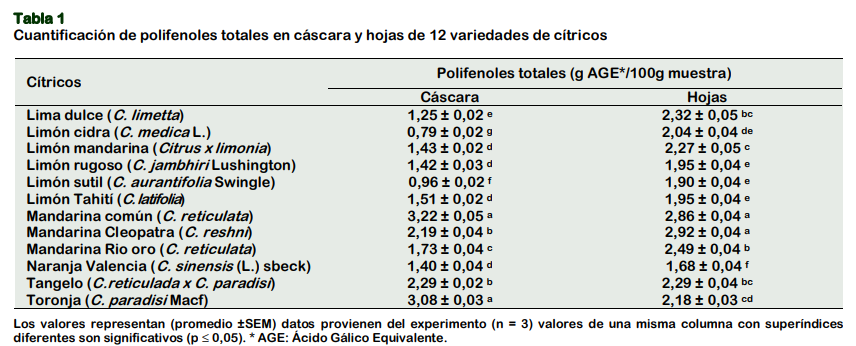 Tabla 1
Cuantificación de polifenoles totales en cáscara y hojas de 12 variedades de cítricos
Cítricos Polifenoles totales (g AGE*/100g muestra)
Cáscara Hojas
Lima dulce (C. limetta) 1,25 ± 0,02 e 2,32 ± 0,05 bc
Limón cidra (C. medica L.) 0,79 ± 0,02 g 2,04 ± 0,04 de
Limón mandarina (Citrus x limonia) 1,43 ± 0,02 d 2,27 ± 0,05 c
Limón rugoso (C. jambhiri Lushington) 1,42 ± 0,03 d 1,95 ± 0,04 e
Limón sutil (C. aurantifolia Swingle) 0,96 ± 0,02 f 1,90 ± 0,04 e
Limón Tahití (C. latifolia) 1,51 ± 0,02 d 1,95 ± 0,04 e
Mandarina común (C. reticulata) 3,22 ± 0,05 a 2,86 ± 0,04 a
Mandarina Cleopatra (C. reshni) 2,19 ± 0,04 b 2,92 ± 0,04 a
Mandarina Rio oro (C. reticulata) 1,73 ± 0,04 c 2,49 ± 0,04 b
Naranja Valencia (C. sinensis (L.) sbeck) 1,40 ± 0,04 d 1,68 ± 0,04 f
Tangelo (C.reticulada x C. paradisi) 2,29 ± 0,02 b 2,29 ± 0,04 bc
Toronja (C. paradisi Macf) 3,08 ± 0,03 a 2,18 ± 0,03 cd
Los valores representan (promedio ±SEM) datos provienen del experimento (n = 3) valores de una misma columna con superíndices
diferentes son significativos (p ≤ 0,05). * AGE: Ácido Gálico Equivalente.